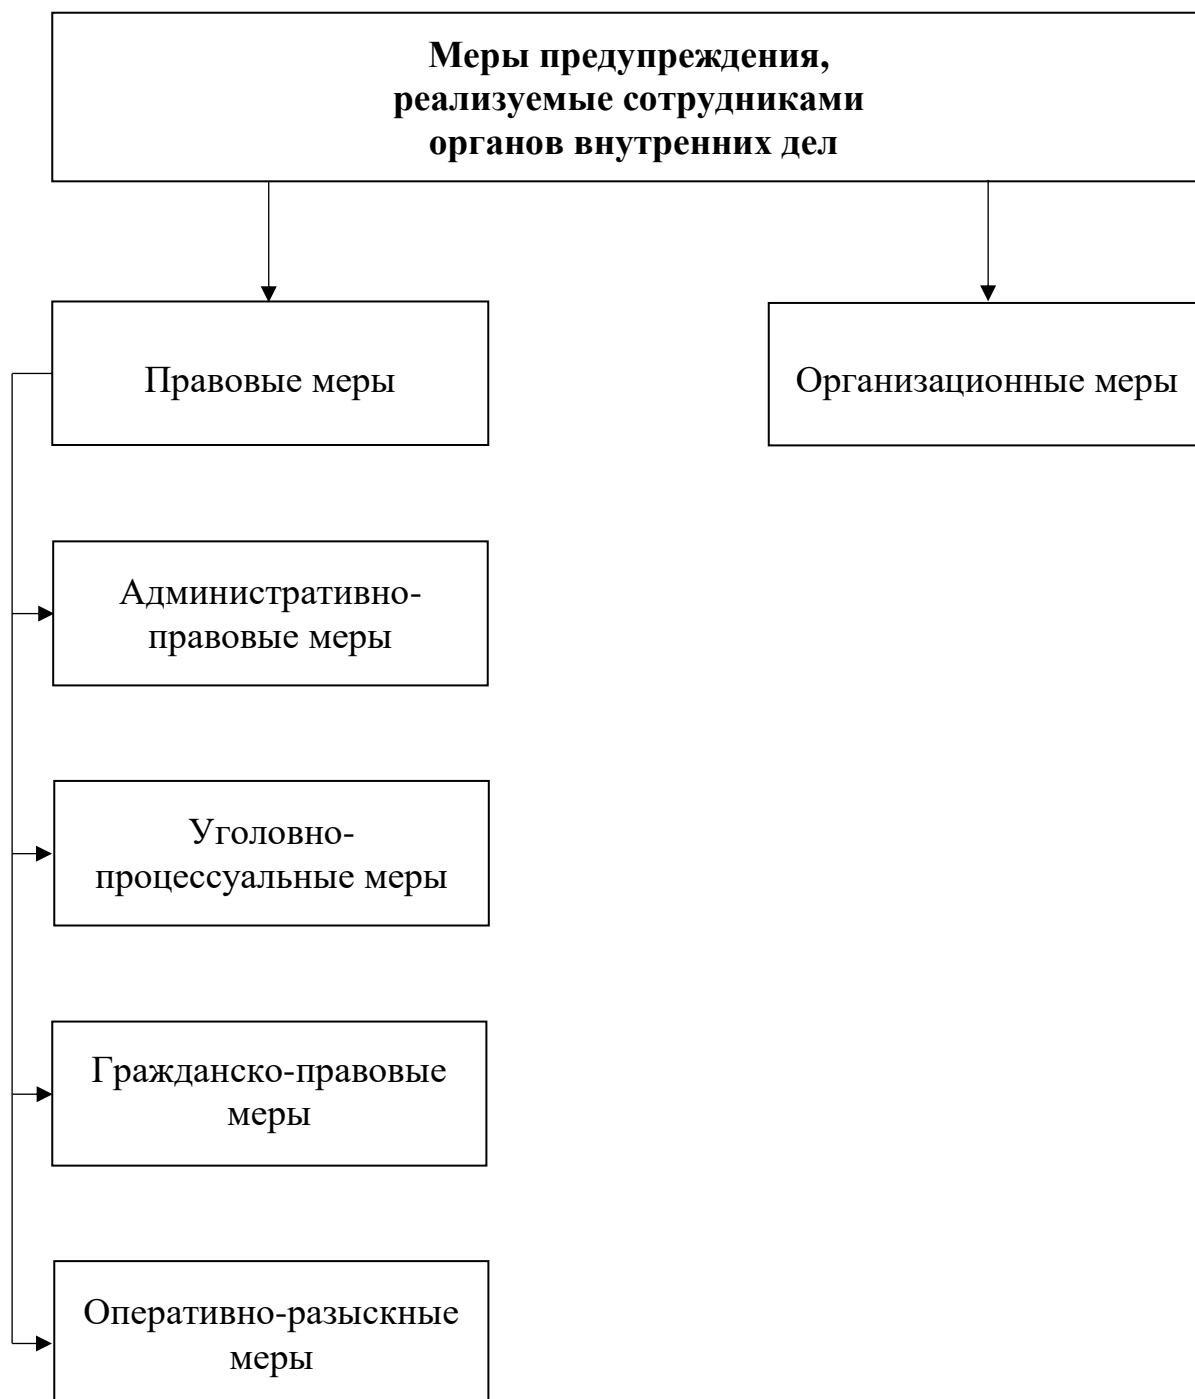 Меры предупреждения,
реализуемые сотрудниками
органов внутренних дел
Правовые меры
Организационные меры
Административно-
правовые меры
Уголовно-
процессуальные меры
Гражданско-правовые
меры
Оперативно-разыскные
меры